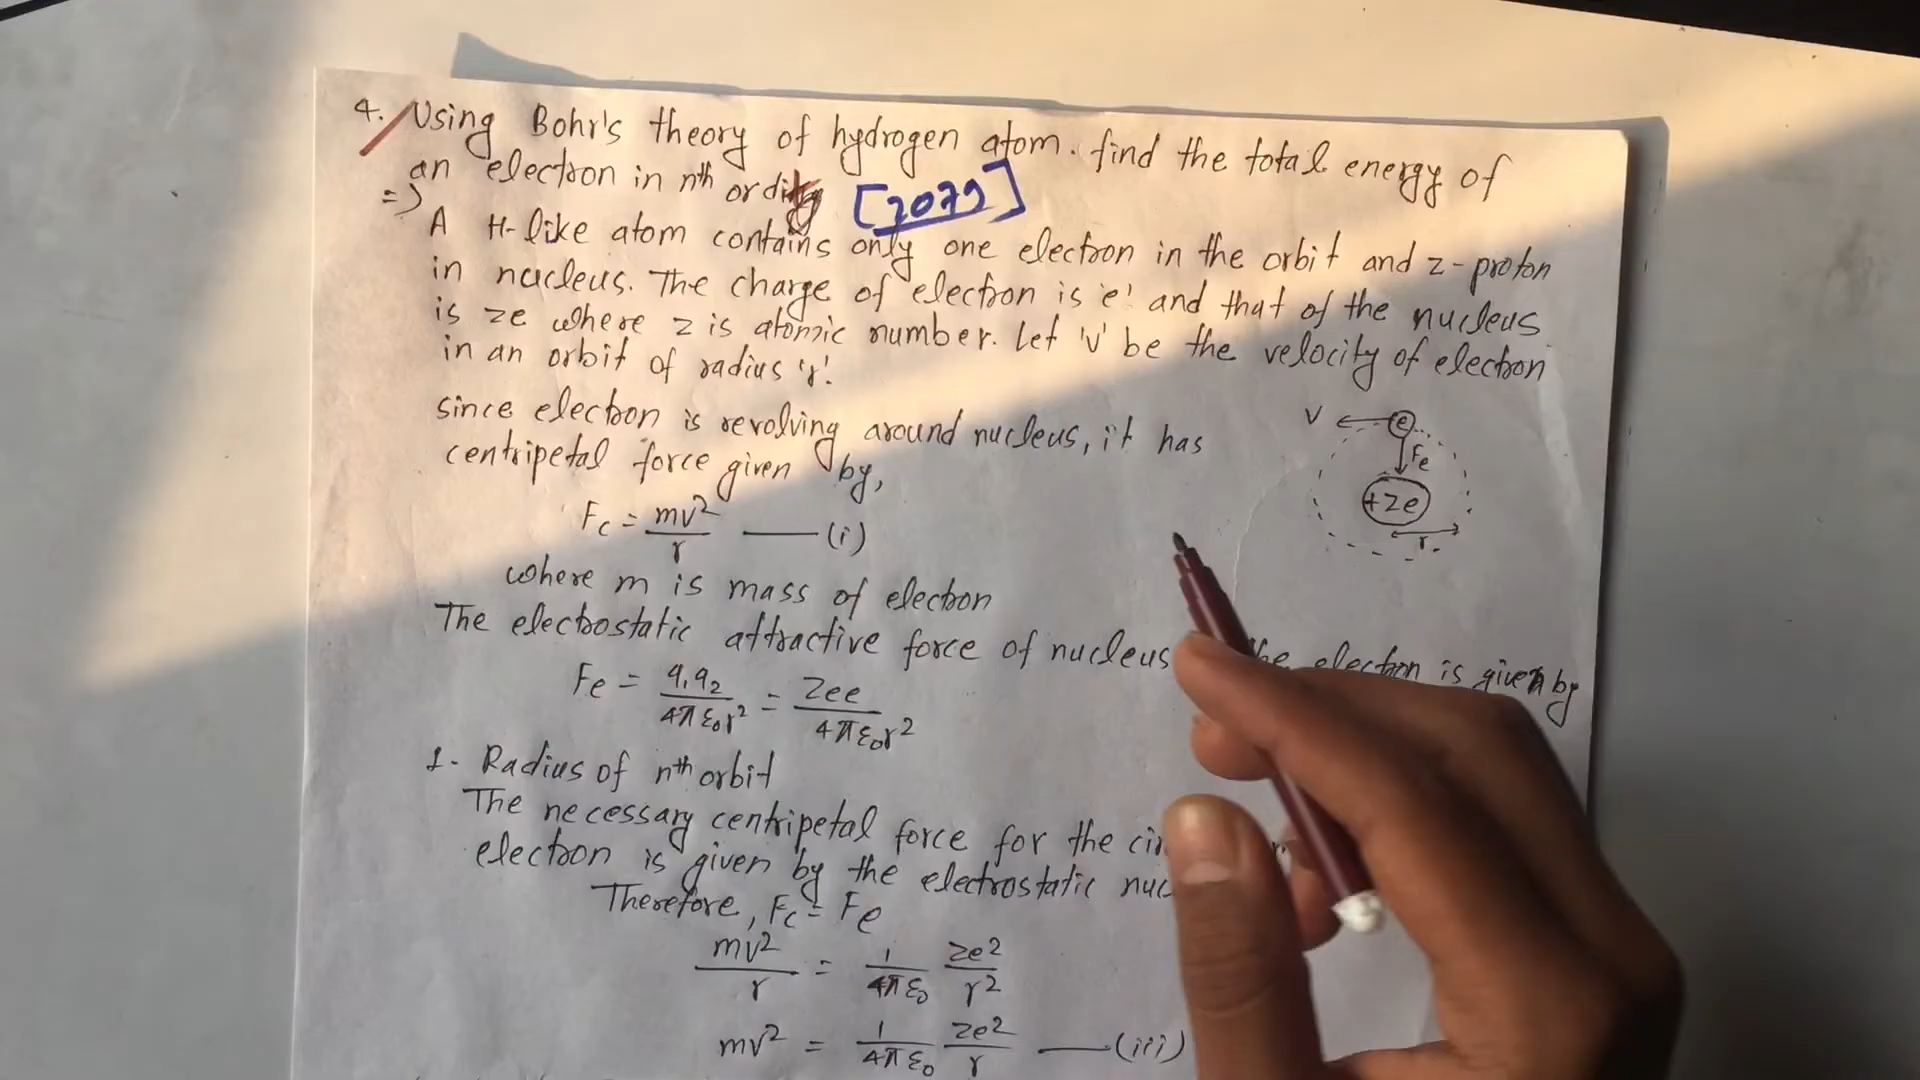 4. Using Bohr's theory of hydrogen atom. find the total energy of
an electron in nth
[2079]
=>
A H-like atom contains only one electron in the orbit and z-proton
in nucleus. The charge of electron is 'e' and that of the nucleus
is ze where z is atomic number. Let 'v' be the velocity of electron
in an orbit of radius 'r'.
since electron is revolving around nucleus, it has
centripetal force given by,
V e
Fe
+Ze
r.
Fc = mv²/r —— (i)
where m is mass of electron
The electrostatic attractive force of nucleus electron is given by
Fe = q₁q₂/4πε₀r² = Zee/4πε₀r²
1- Radius of nth orbit
The necessary centripetal force for the
electron is given by the electrostatic
Therefore, Fc = Fe
mv²/r = 1/4πε₀ Ze²/r²
mv² = 1/4πε₀ Ze²/r —— (iii)